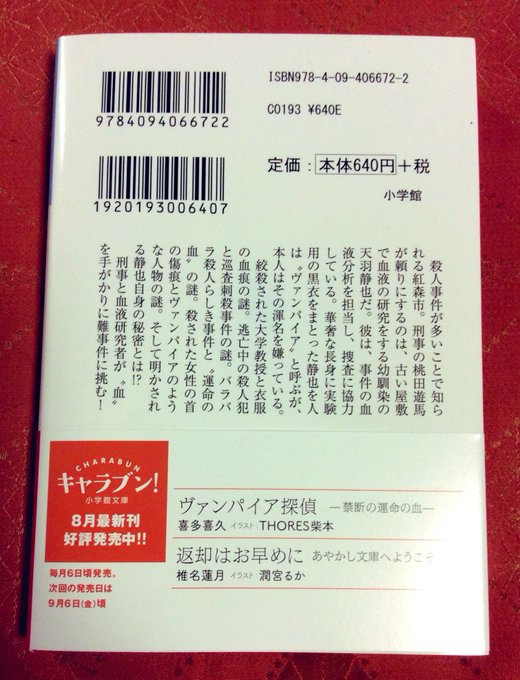 9784094066722
ISBN978-4-09-406672-2
C0193 ¥640E
1920193006407
定価：本体640円＋税
小学館
殺人事件が多いことで知ら
れる紅森市。刑事の桃田遊馬
が頼りにするのは、古い屋敷
で血液の研究をする幼馴染の
天羽静也だ。彼は、事件の血
液分析を担当し、捜査に協力
している。華奢な長身に実験
用の黒衣をまとった静也を人
は〝ヴァンパイア〟と呼ぶが、
本人はその渾名を嫌っている。
絞殺された大学教授と衣服
の血痕の謎。逃亡中の殺人犯
と巡査刺殺事件の謎。バラバ
ラ殺人らしき事件と〝運命の
血〟の謎。殺された女性の首
の傷痕とヴァンパイアのよう
な人物の謎。そして明かされ
る静也自身の秘密とは!?
刑事と血液研究者が〝血〟
を手がかりに難事件に挑む！
CHARABUN
キャラブン！
小学館文庫
8月最新刊
好評発売中!!
毎月6日頃発売。
次回の発売日は
9月6日(金)頃
ヴァンパイア探偵 ―禁断の運命の血―
喜多喜久 イラスト THORES柴本
返却はお早めに あやかし文庫へようこそ
椎名蓮月 イラスト 潤宮るか